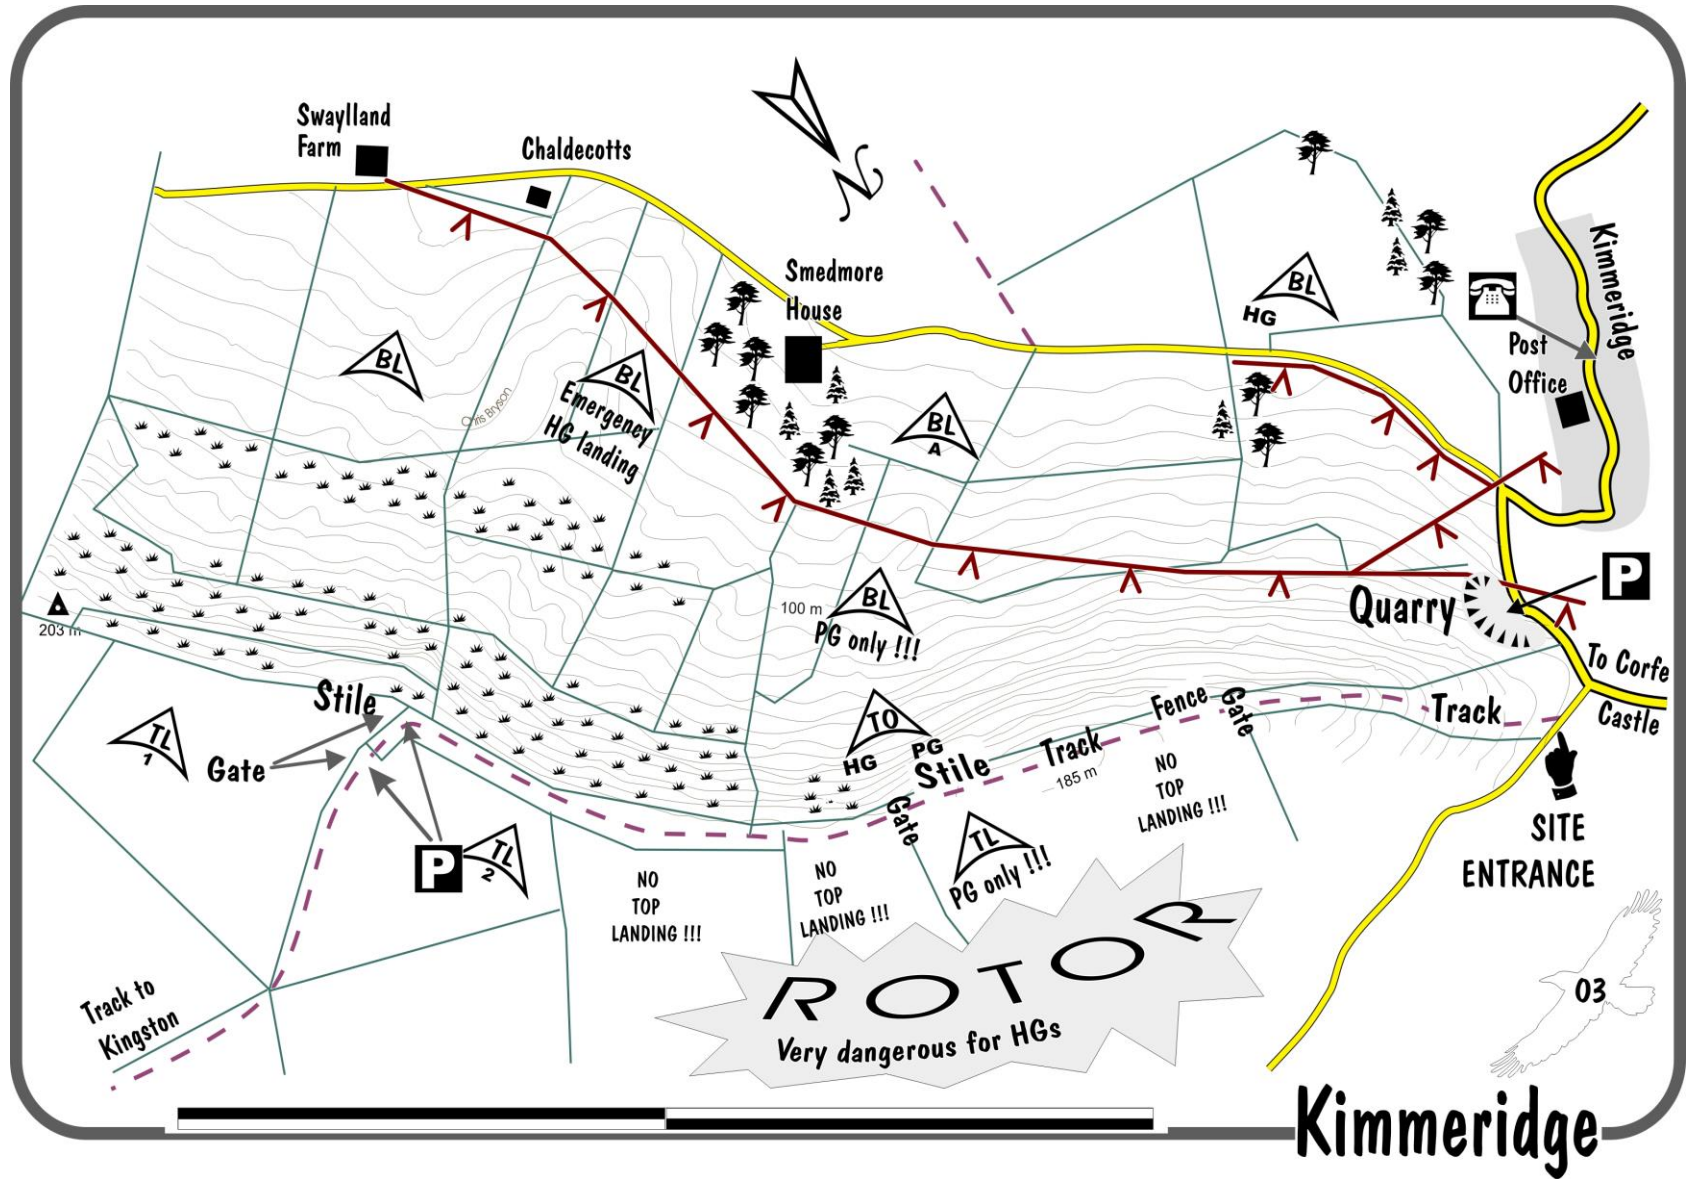 Swaylland
Farm
Chaldecotts
N
Smedmore
House
BL
HG
Kimmeridge
Post
Office
BL
BL
Emergency
HG landing
Chris Bryson
BL
A
P
Quarry
100 m
BL
PG only !!!
203 m
To Corfe
Castle
Stile
TL
1
Gate
TO
HG
PG
Stile
Track
Fence
Gate
Track
185 m
Gate
NO
TOP
LANDING !!!
P
TL
2
TL
PG only !!!
NO
TOP
LANDING !!!
NO
TOP
LANDING !!!
SITE
ENTRANCE
ROTOR
Very dangerous for HGs
Track to
Kingston
03
Kimmeridge